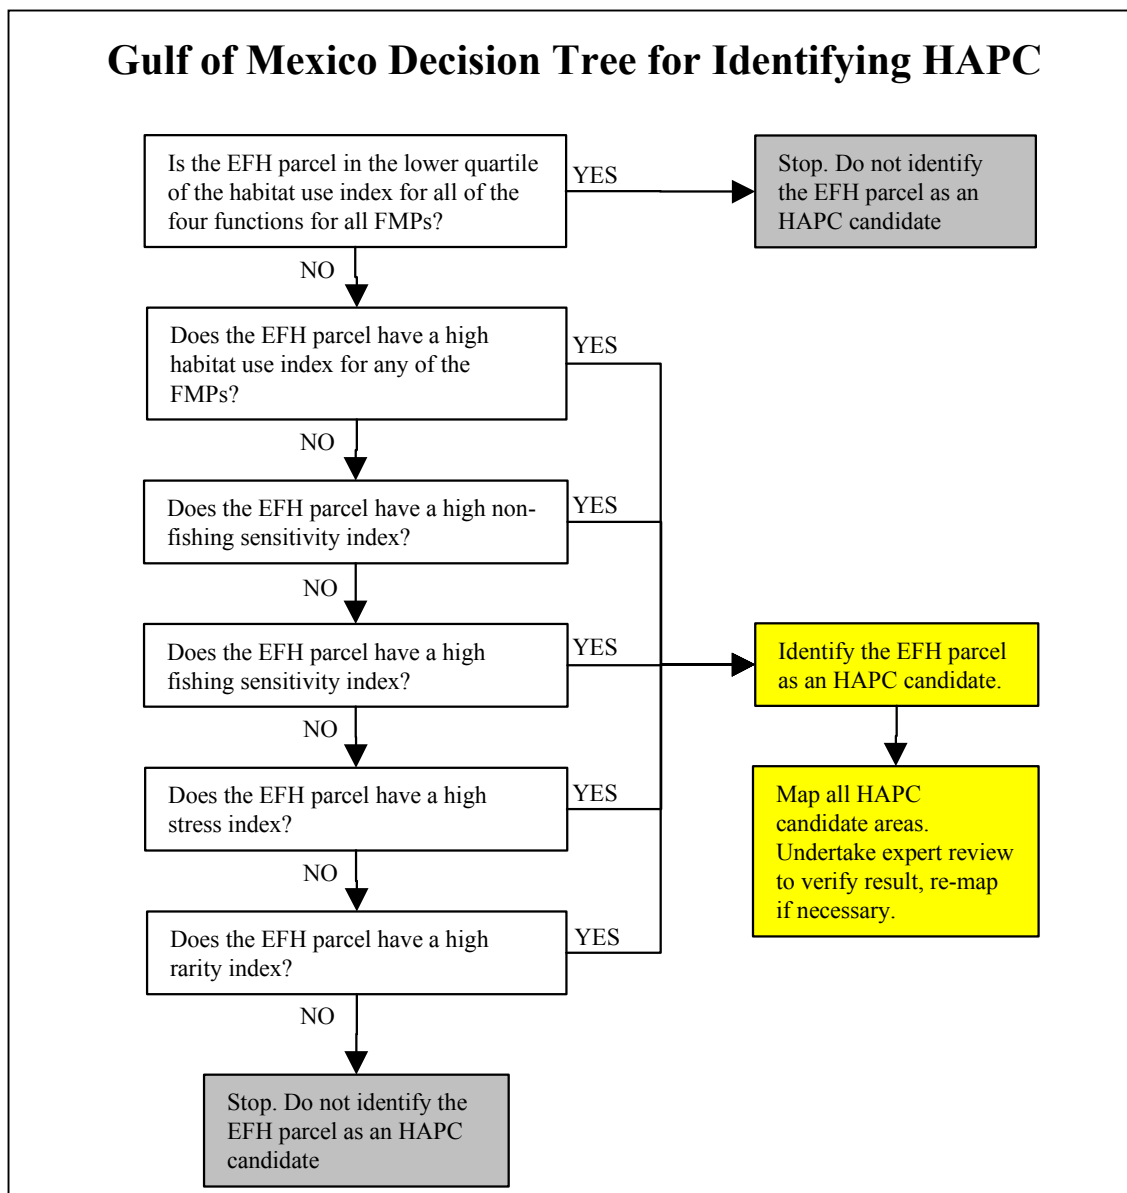 Gulf of Mexico Decision Tree for Identifying HAPC
Is the EFH parcel in the lower quartile
of the habitat use index for all of the
four functions for all FMPs?
YES
Stop. Do not identify
the EFH parcel as an
HAPC candidate
NO
Does the EFH parcel have a high
habitat use index for any of the
FMPs?
YES
NO
Does the EFH parcel have a high non-
fishing sensitivity index?
YES
NO
Does the EFH parcel have a high
fishing sensitivity index?
YES
Identify the EFH parcel
as an HAPC candidate.
NO
Does the EFH parcel have a high
stress index?
YES
Map all HAPC
candidate areas.
Undertake expert review
to verify result, re-map
if necessary.
NO
Does the EFH parcel have a high
rarity index?
YES
NO
Stop. Do not identify the
EFH parcel as an HAPC
candidate